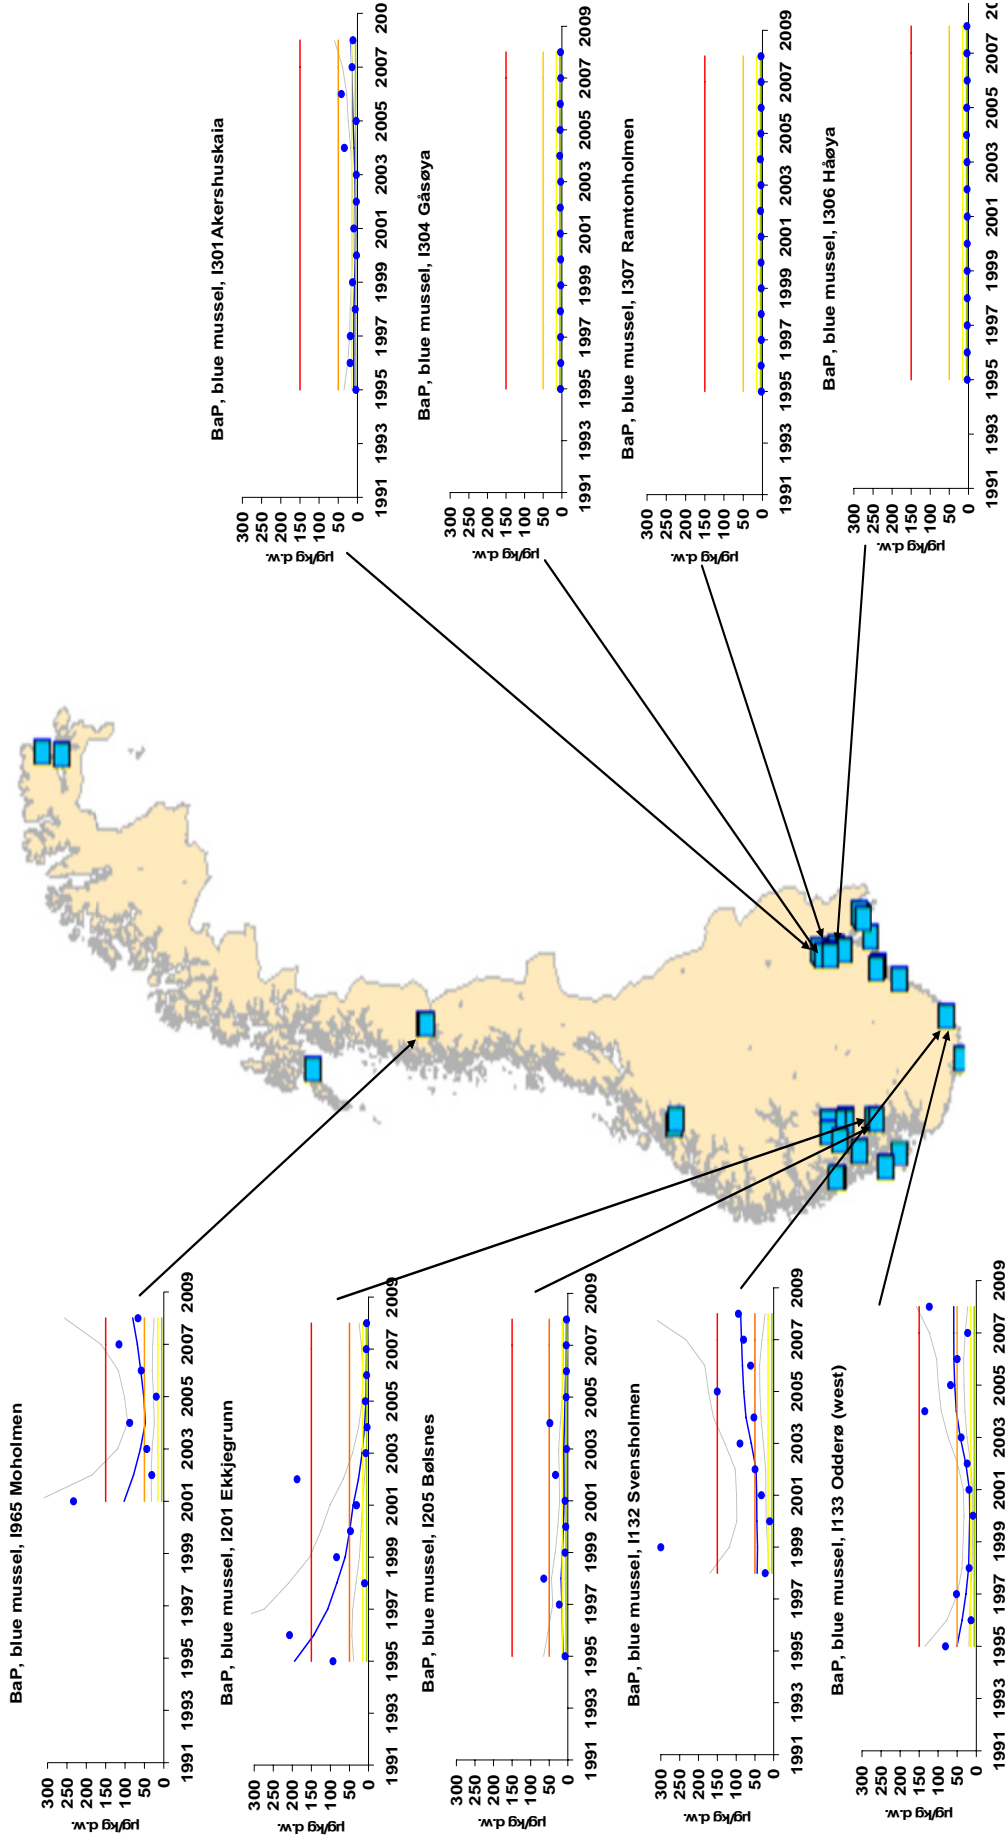 BaP, blue mussel, I965 Moholmen
300
250
200
150
100
50
0
µg/kg d.w.
1991 1993 1995 1997 1999 2001 2003 2005 2007 2009
BaP, blue mussel, I201 Ekkjegrunn
300
250
200
150
100
50
0
µg/kg d.w.
1991 1993 1995 1997 1999 2001 2003 2005 2007 2009
BaP, blue mussel, I205 Bølsnes
300
250
200
150
100
50
0
µg/kg d.w.
1991 1993 1995 1997 1999 2001 2003 2005 2007 2009
BaP, blue mussel, I132 Svensholmen
300
250
200
150
100
50
0
µg/kg d.w.
1991 1993 1995 1997 1999 2001 2003 2005 2007 2009
BaP, blue mussel, I133 Odderø (west)
300
250
200
150
100
50
0
µg/kg d.w.
1991 1993 1995 1997 1999 2001 2003 2005 2007 2009
BaP, blue mussel, I301 Akershuskaia
300
250
200
150
100
50
0
µg/kg d.w.
1991 1993 1995 1997 1999 2001 2003 2005 2007 200
BaP, blue mussel, I304 Gåsøya
300
250
200
150
100
50
0
µg/kg d.w.
1991 1993 1995 1997 1999 2001 2003 2005 2007 2009
BaP, blue mussel, I307 Ramtonholmen
300
250
200
150
100
50
0
µg/kg d.w.
1991 1993 1995 1997 1999 2001 2003 2005 2007 2009
BaP, blue mussel, I306 Håøya
300
250
200
150
100
50
0
µg/kg d.w.
1991 1993 1995 1997 1999 2001 2003 2005 2007